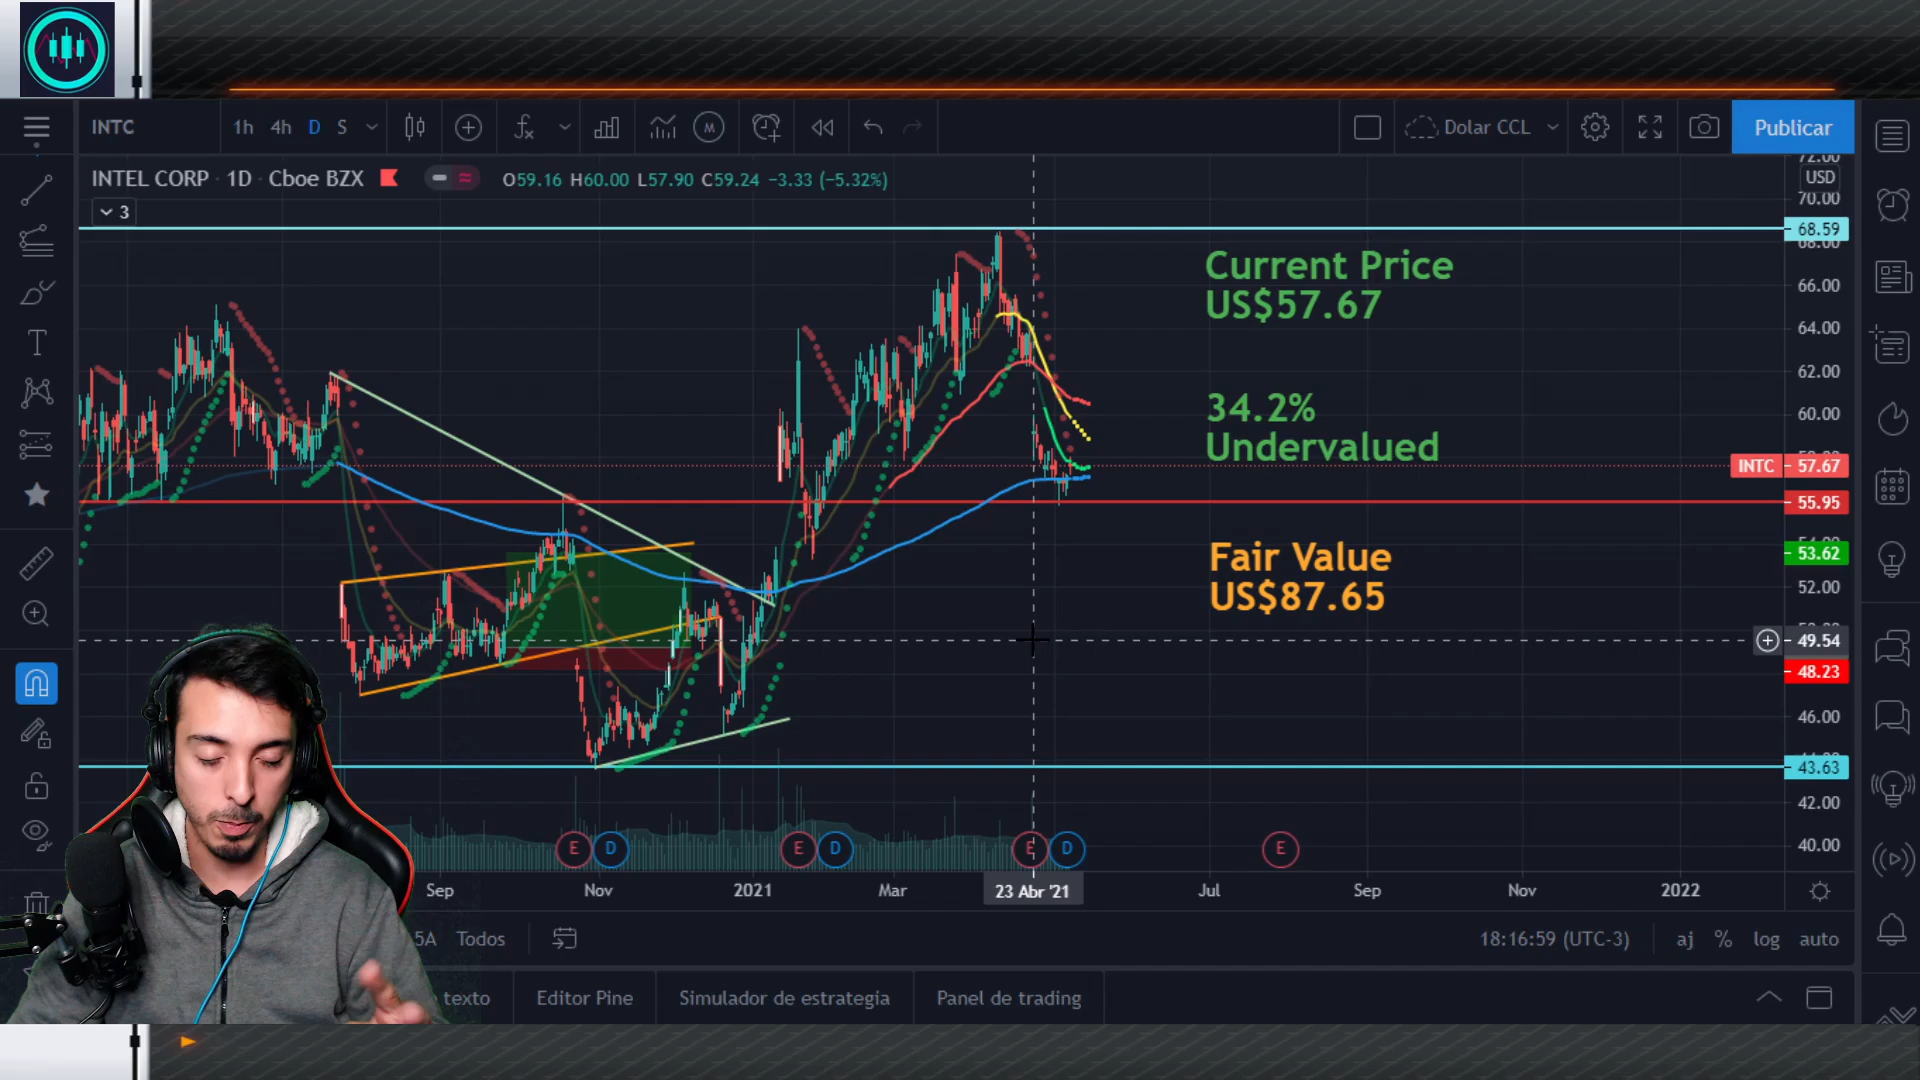 INTC
1h 4h D S
M
Dolar CCL
Publicar
INTEL CORP · 1D · Cboe BZX
O59.16 H60.00 L57.90 C59.24 −3.33 (−5.32%)
3
72.00
USD
70.00
68.59
68.00
66.00
64.00
62.00
60.00
INTC 57.67
55.95
53.62
52.00
49.54
48.23
46.00
43.63
42.00
40.00
Current Price
US$57.67
34.2%
Undervalued
Fair Value
US$87.65
E D E D E D E
Sep Nov 2021 Mar 23 Abr '21 Jul Sep Nov 2022
5A Todos
18:16:59 (UTC-3) aj % log auto
texto Editor Pine Simulador de estrategia Panel de trading